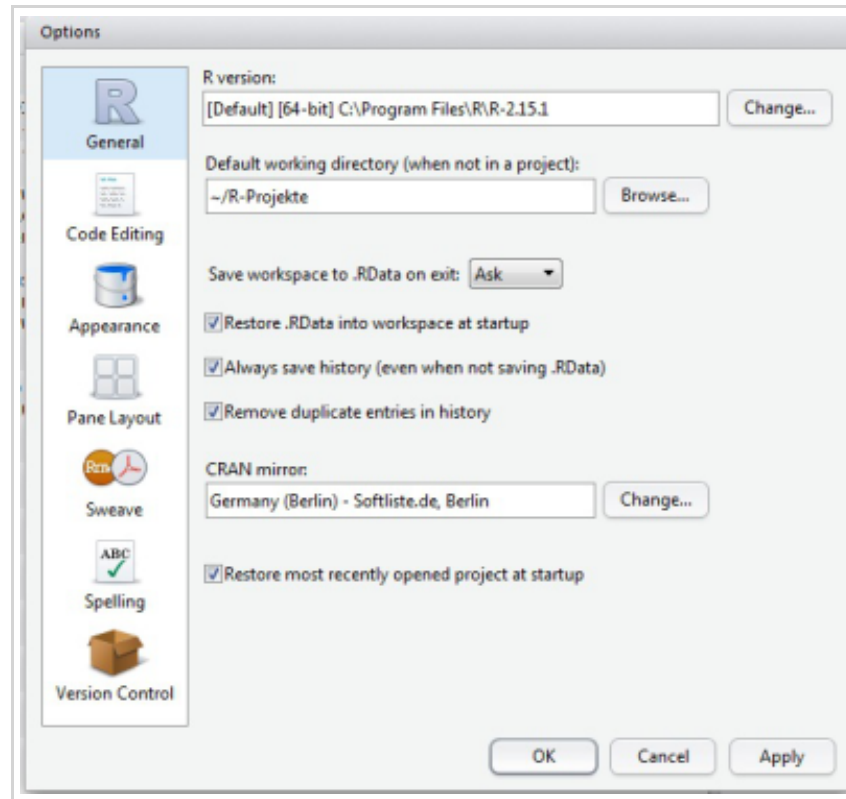 Options
General
Code Editing
Appearance
Pane Layout
Rnw
Sweave
ABC
Spelling
Version Control
R version:
[Default] [64-bit] C:\Program Files\R\R-2.15.1
Change...
Default working directory (when not in a project):
~/R-Projekte
Browse...
Save workspace to .RData on exit: Ask
Restore .RData into workspace at startup
Always save history (even when not saving .RData)
Remove duplicate entries in history
CRAN mirror:
Germany (Berlin) - Softliste.de, Berlin
Change...
Restore most recently opened project at startup
OK Cancel Apply